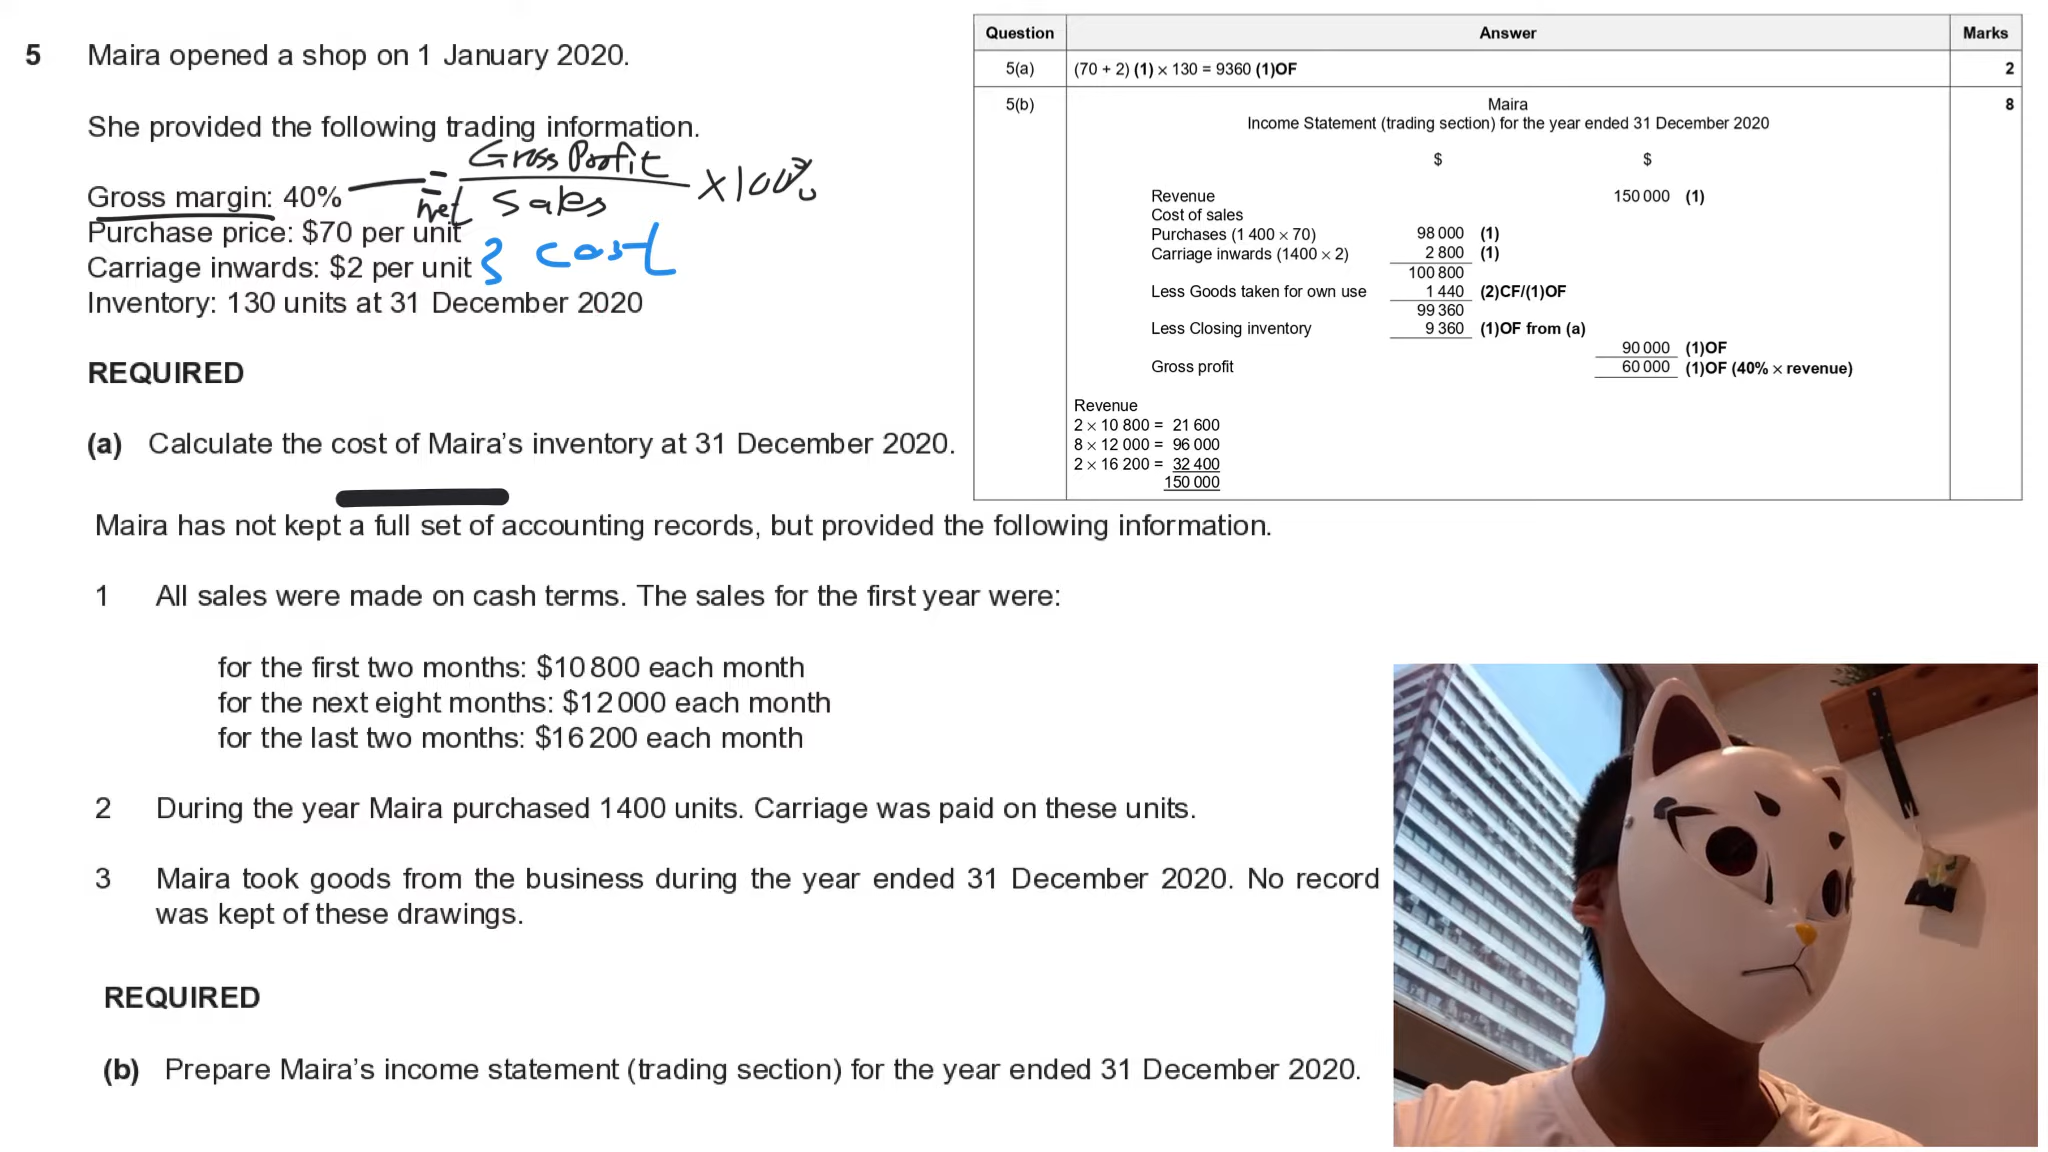 5 Maira opened a shop on 1 January 2020.
She provided the following trading information.
Gross margin: 40% = Gross Profit / net Sales × 100%
Purchase price: $70 per unit
Carriage inwards: $2 per unit } cost
Inventory: 130 units at 31 December 2020
REQUIRED
(a) Calculate the cost of Maira's inventory at 31 December 2020.
Question Answer Marks
5(a) (70 + 2) (1) × 130 = 9360 (1)OF 2
5(b) Maira 8
Income Statement (trading section) for the year ended 31 December 2020
$ $
Revenue 150 000 (1)
Cost of sales
Purchases (1 400 × 70) 98 000 (1)
Carriage inwards (1400 × 2) 2 800 (1)
100 800
Less Goods taken for own use 1 440 (2)CF/(1)OF
99 360
Less Closing inventory 9 360 (1)OF from (a)
90 000 (1)OF
Gross profit 60 000 (1)OF (40% × revenue)
Revenue
2 × 10 800 = 21 600
8 × 12 000 = 96 000
2 × 16 200 = 32 400
150 000
Maira has not kept a full set of accounting records, but provided the following information.
1 All sales were made on cash terms. The sales for the first year were:
for the first two months: $10 800 each month
for the next eight months: $12 000 each month
for the last two months: $16 200 each month
2 During the year Maira purchased 1400 units. Carriage was paid on these units.
3 Maira took goods from the business during the year ended 31 December 2020. No record
was kept of these drawings.
REQUIRED
(b) Prepare Maira's income statement (trading section) for the year ended 31 December 2020.